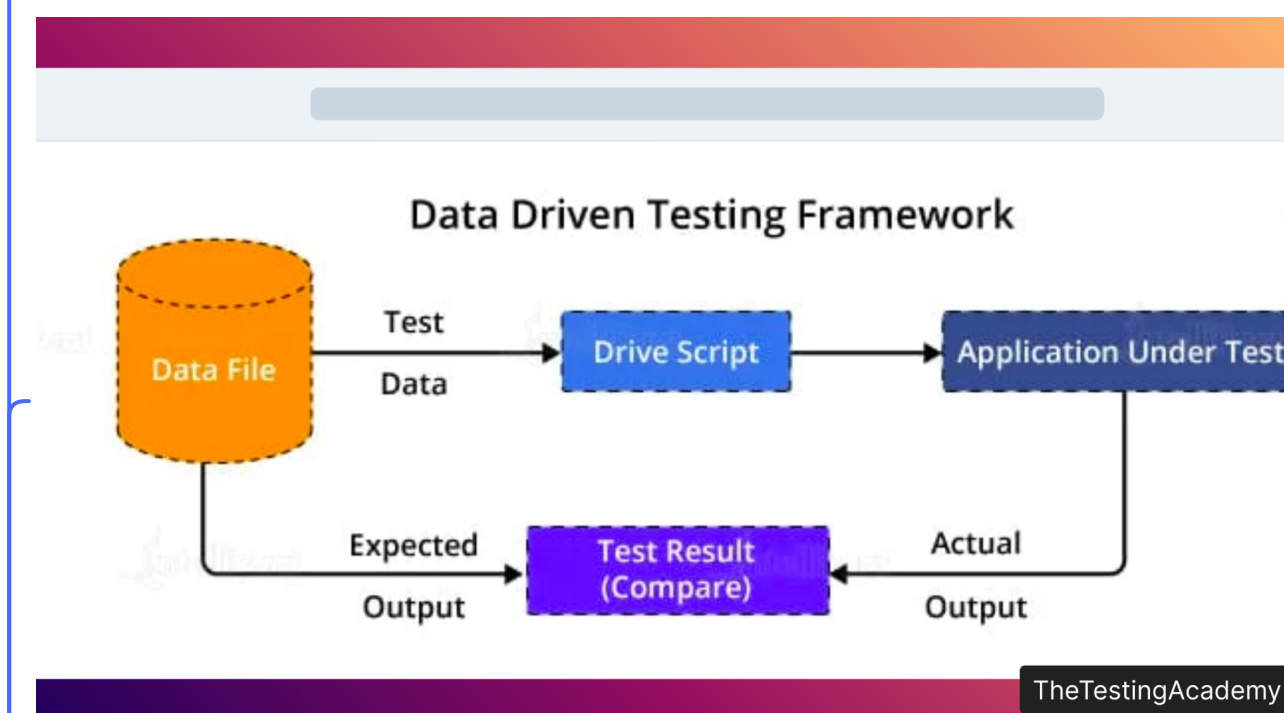 Data Driven Testing Framework
Data File
Test
Data
Drive Script
Application Under Test
Expected
Output
Test Result
(Compare)
Actual
Output
TheTestingAcademy